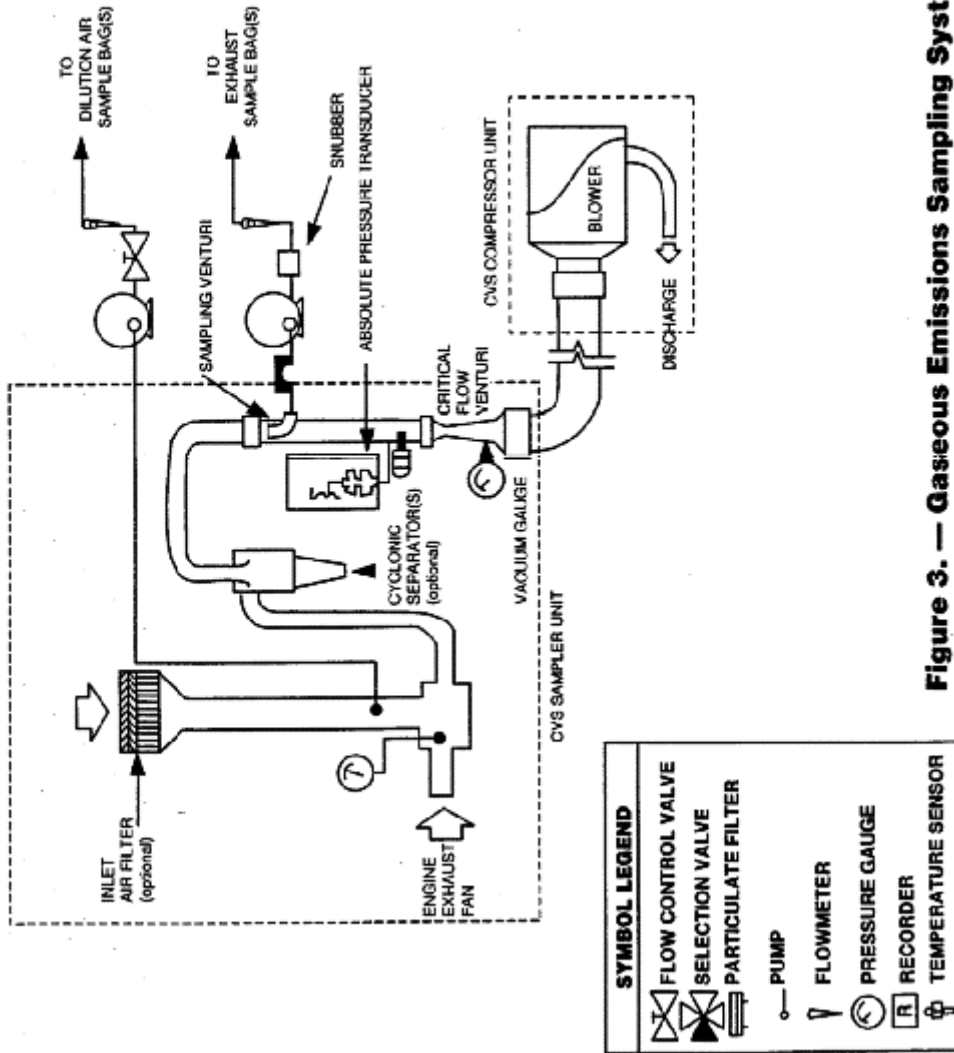 TO
DILUTION AIR
SAMPLE BAG(S)
TO
EXHAUST
SAMPLE BAG(S)
SNUBBER
ABSOLUTE PRESSURE TRANSDUCER
SAMPLING VENTURI
CVS COMPRESSOR UNIT
BLOWER
DISCHARGE
CRITICAL
FLOW
VENTURI
VACUUM GAUGE
CYCLONIC
SEPARATOR(S)
(optional)
CVS SAMPLER UNIT
INLET
AIR FILTER
(optional)
ENGINE
EXHAUST
FAN
SYMBOL LEGEND
FLOW CONTROL VALVE
SELECTION VALVE
PARTICULATE FILTER
PUMP
FLOWMETER
PRESSURE GAUGE
R RECORDER
TEMPERATURE SENSOR
Figure 3. — Gaseous Emissions Sampling Syst